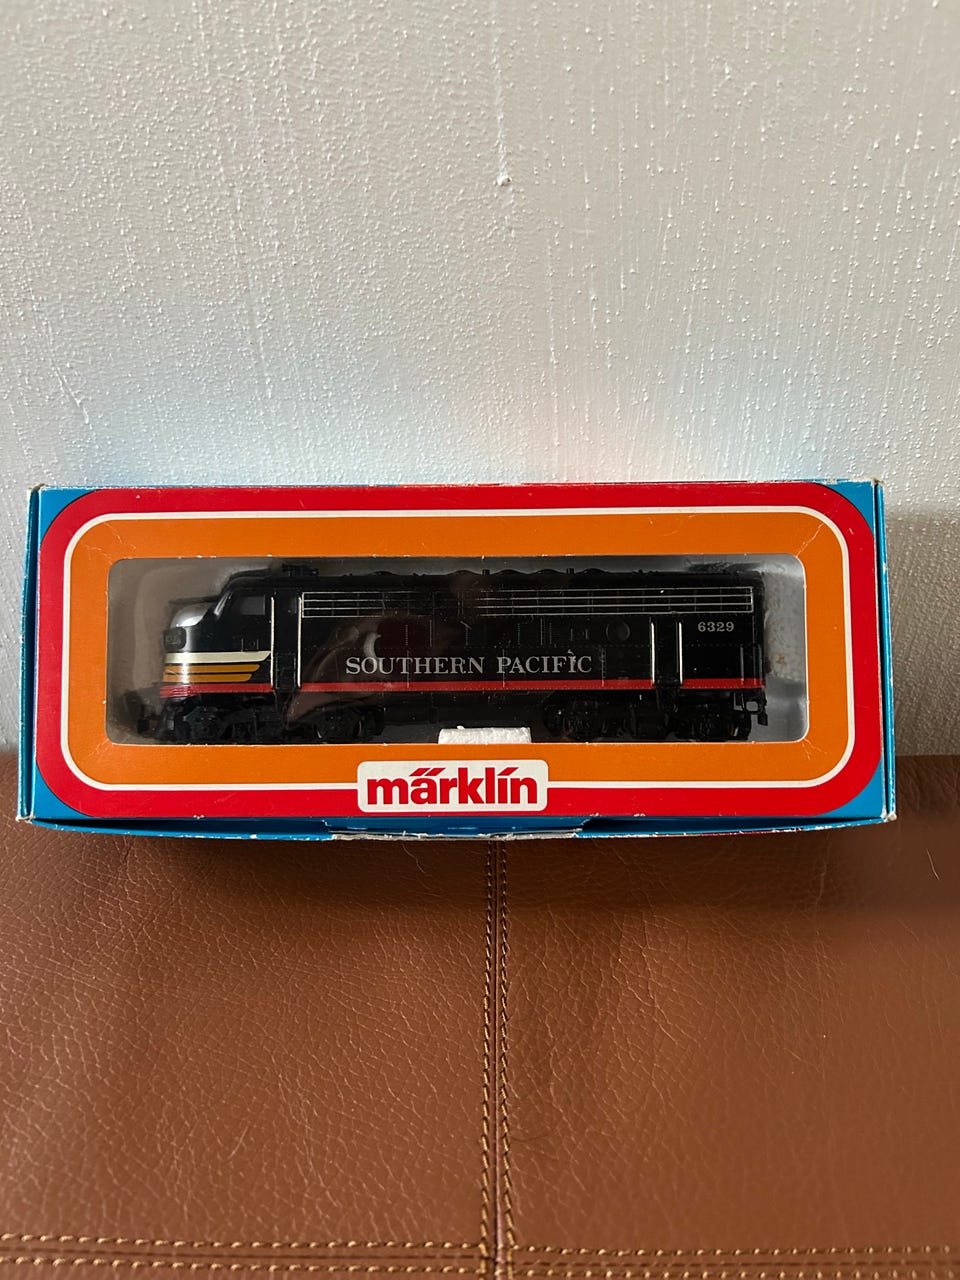 6329
SOUTHERN PACIFIC
märklin